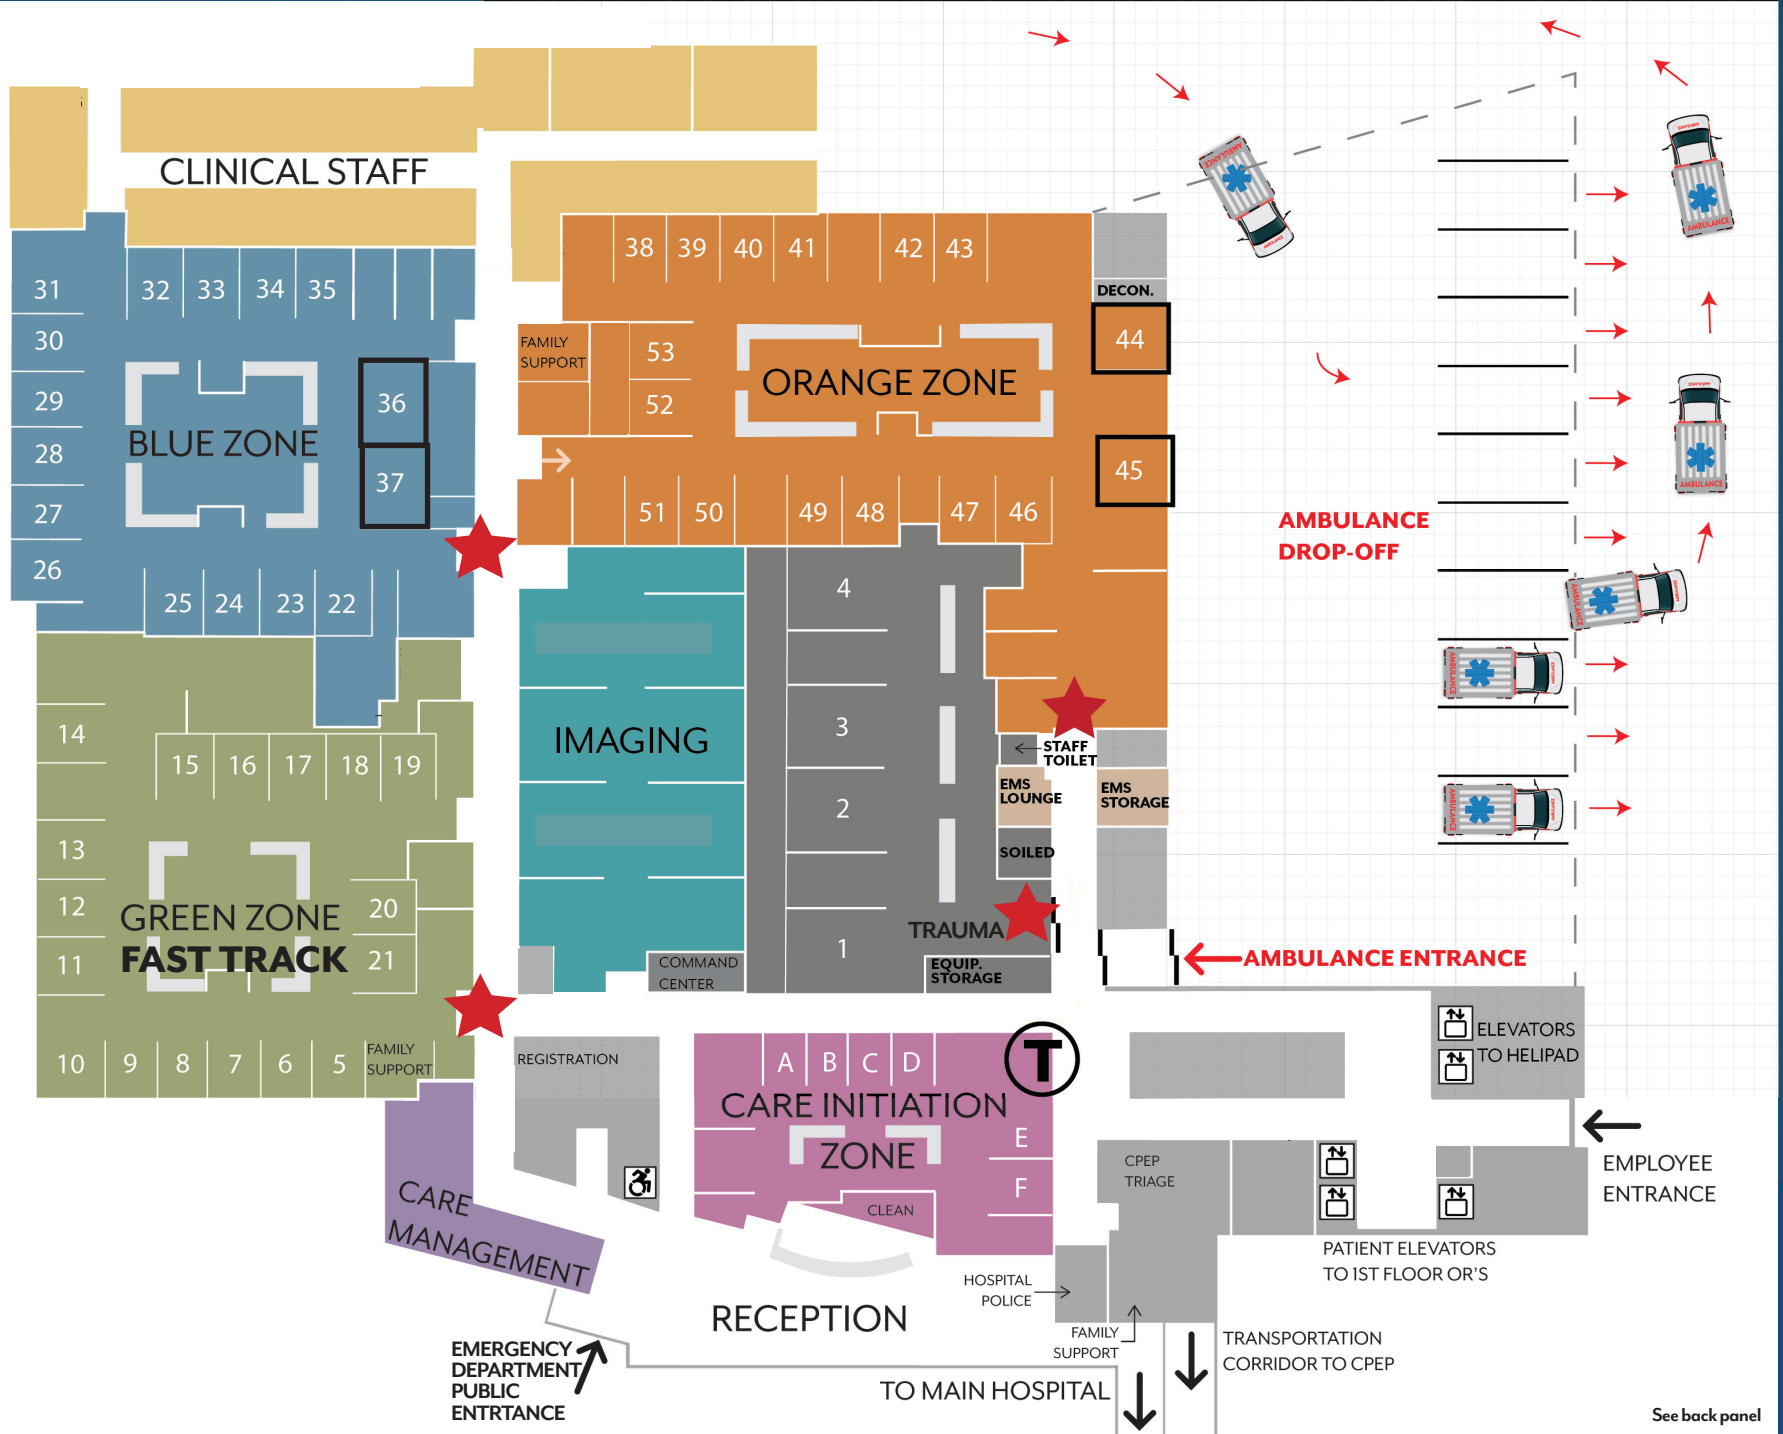 CLINICAL STAFF
31
32
33
34
35
30
29
28
27
26
36
37
BLUE ZONE
25
24
23
22
38
39
40
41
42
43
DECON.
44
FAMILY
SUPPORT
53
52
ORANGE ZONE
45
51
50
49
48
47
46
AMBULANCE
DROP-OFF
AMBULANCE
AMBULANCE
AMBULANCE
AMBULANCE
AMBULANCE
AMBULANCE
14
15
16
17
18
19
13
12
11
GREEN ZONE
FAST TRACK
20
21
10
9
8
7
6
5
FAMILY
SUPPORT
IMAGING
4
3
2
1
STAFF
TOILET
EMS
LOUNGE
EMS
STORAGE
SOILED
TRAUMA
EQUIP.
STORAGE
COMMAND
CENTER
AMBULANCE ENTRANCE
REGISTRATION
A
B
C
D
T
CARE INITIATION
ZONE
E
F
CLEAN
ELEVATORS
TO HELIPAD
CPEP
TRIAGE
EMPLOYEE
ENTRANCE
CARE
MANAGEMENT
PATIENT ELEVATORS
TO 1ST FLOOR OR'S
HOSPITAL
POLICE
RECEPTION
FAMILY
SUPPORT
TRANSPORTATION
CORRIDOR TO CPEP
EMERGENCY
DEPARTMENT
PUBLIC
ENTRTANCE
TO MAIN HOSPITAL
See back panel